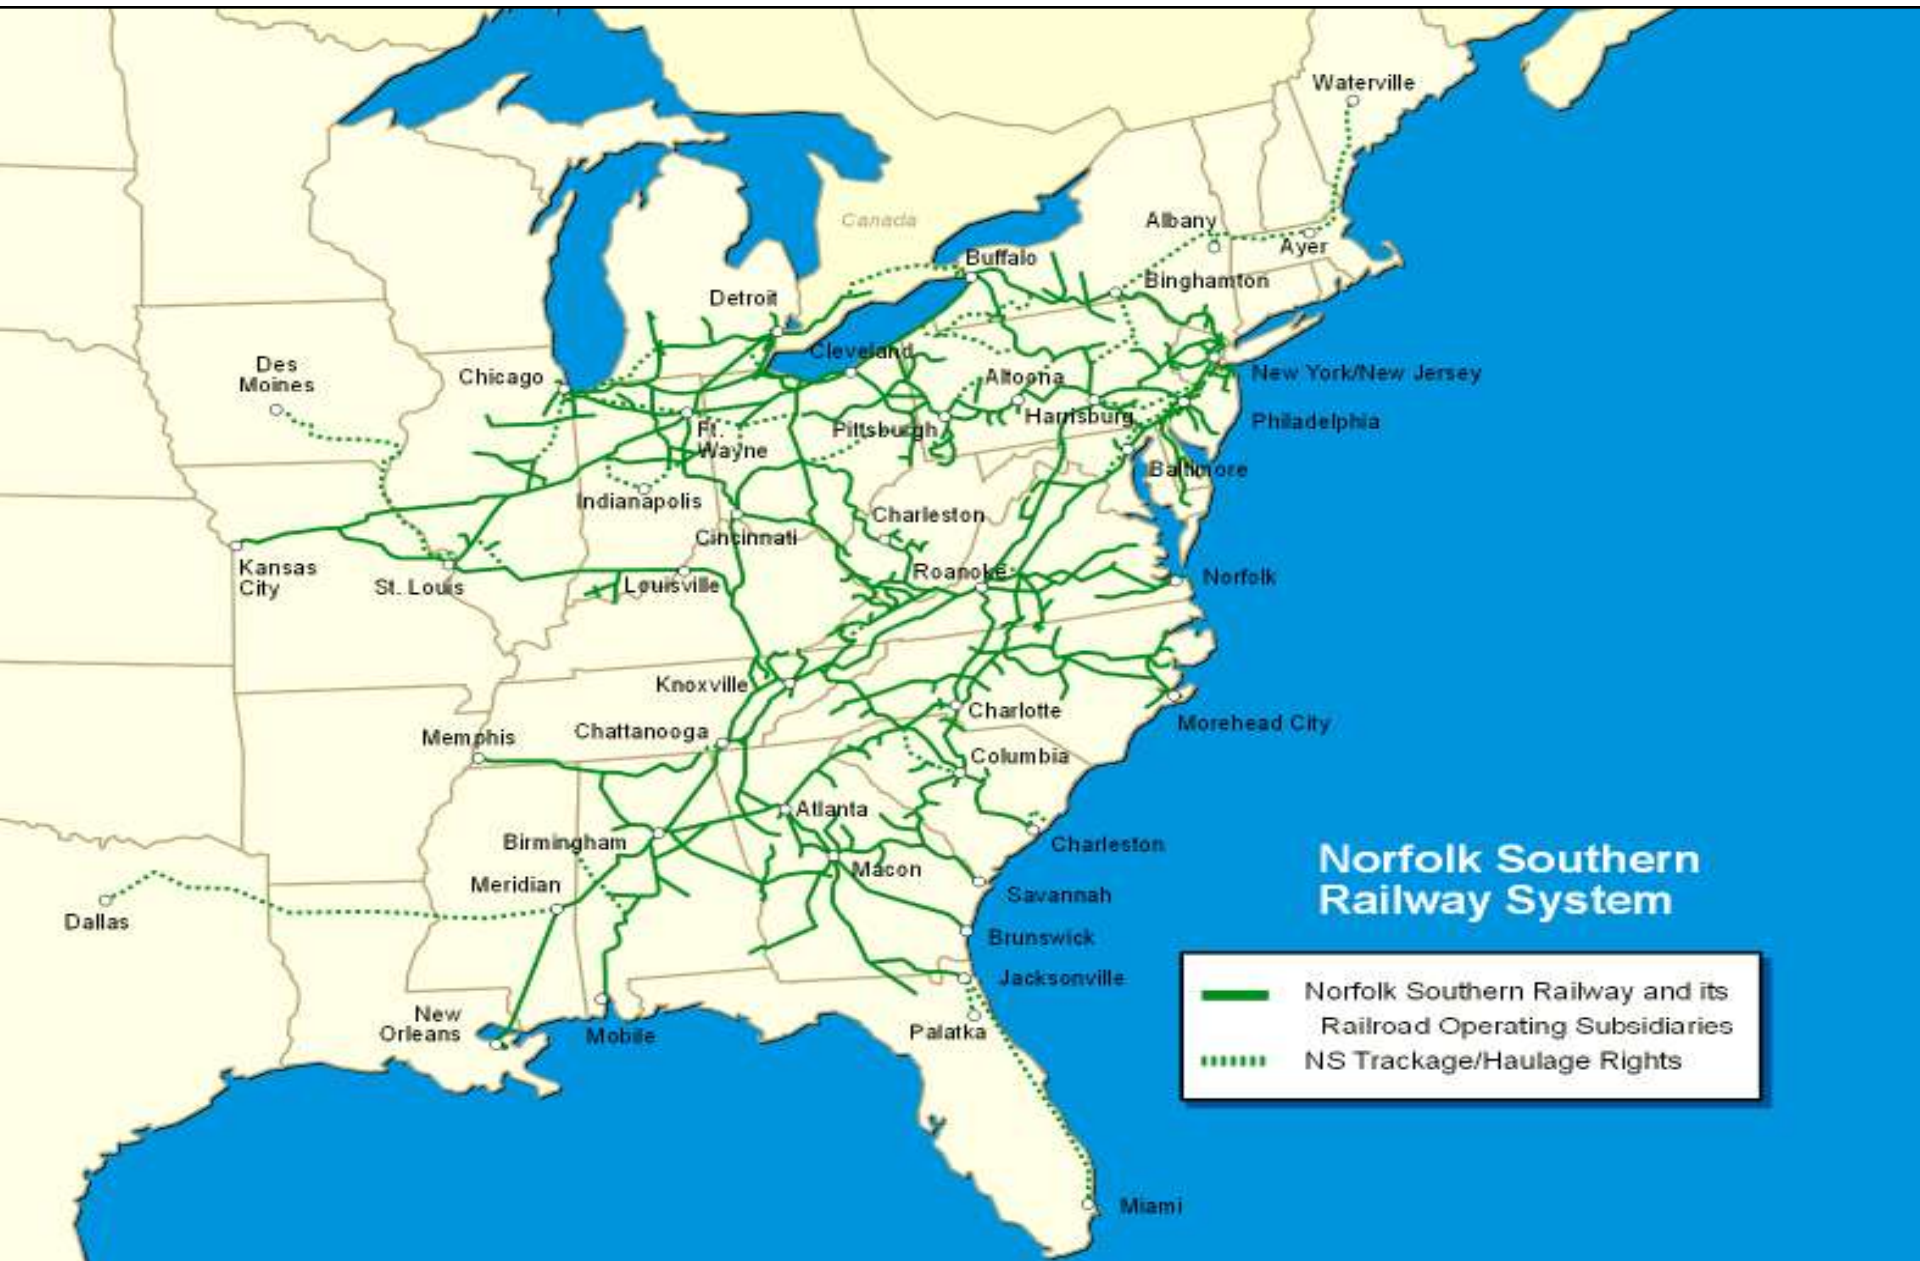 Waterville
Albany
Ayer
Canada
Buffalo
Binghamton
Detroit
Cleveland
Des
Moines
Chicago
Altoona
New York/New Jersey
Harrisburg
Philadelphia
Pittsburgh
Ft.
Wayne
Baltimore
Indianapolis
Charleston
Cincinnati
Kansas
City
St. Louis
Louisville
Roanoke
Norfolk
Knoxville
Charlotte
Morehead City
Chattanooga
Memphis
Columbia
Atlanta
Birmingham
Charleston
Macon
Meridian
Savannah
Dallas
Brunswick
Jacksonville
New
Orleans
Mobile
Palatka
Miami
Norfolk Southern
Railway System
Norfolk Southern Railway and its
Railroad Operating Subsidiaries
NS Trackage/Haulage Rights